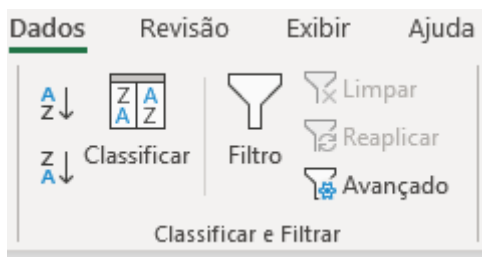 Dados Revisão Exibir Ajuda
A
Z
Z
A
Z A
A Z
Classificar
Filtro
Limpar
Reaplicar
Avançado
Classificar e Filtrar